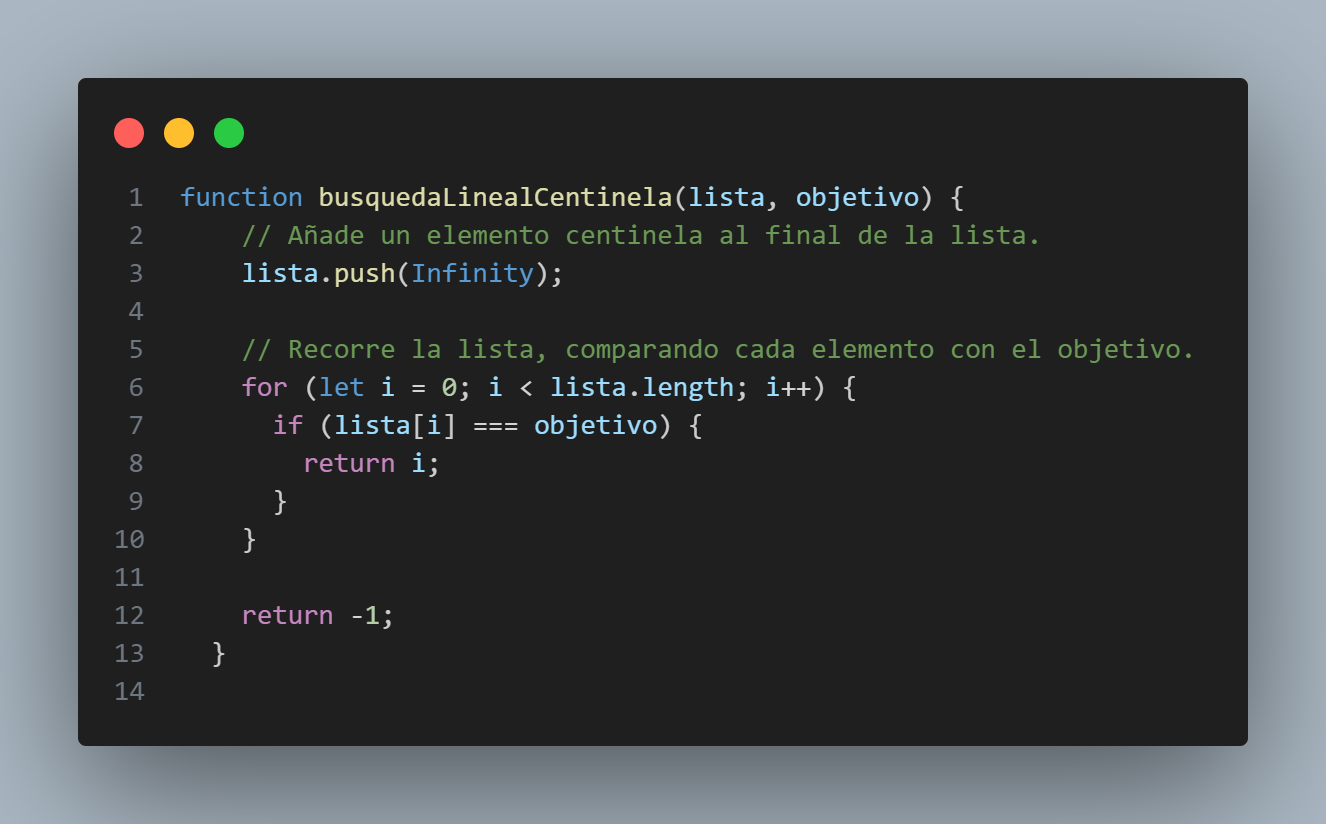 1 function busquedaLinealCentinela(lista, objetivo) {
2 // Añade un elemento centinela al final de la lista.
3 lista.push(Infinity);
4
5 // Recorre la lista, comparando cada elemento con el objetivo.
6 for (let i = 0; i < lista.length; i++) {
7 if (lista[i] === objetivo) {
8 return i;
9 }
10 }
11
12 return -1;
13 }
14